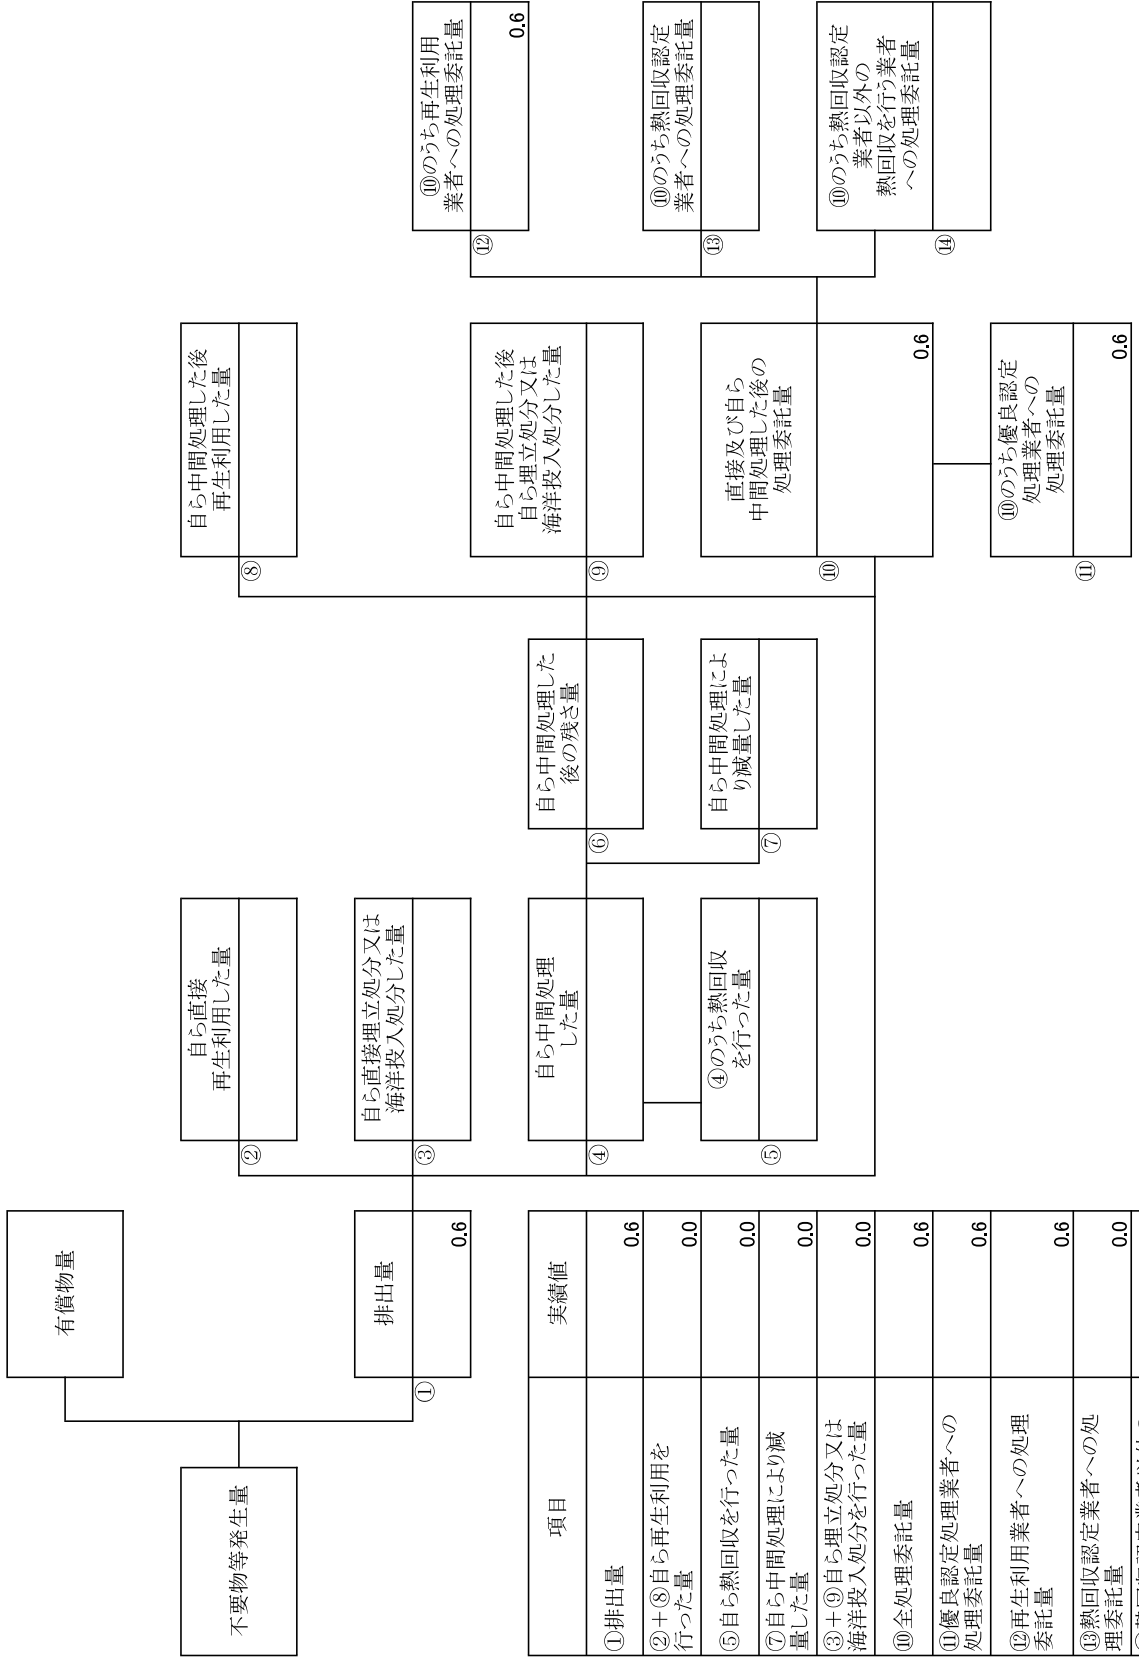 不要物等発生量
有償物量
①
排出量
0.6
②
自ら直接
再生利用した量
③
自ら直接埋立処分又は
海洋投入処分した量
④
自ら中間処理
した量
⑤
④のうち熱回収
を行った量
⑥
自ら中間処理した
後の残さ量
⑦
自ら中間処理によ
り減量した量
⑧
自ら中間処理した後
再生利用した量
⑨
自ら中間処理した後
自ら埋立処分又は
海洋投入処分した量
⑩
直接及び自ら
中間処理した後の
処理委託量
0.6
⑪
⑩のうち優良認定
処理業者への
処理委託量
0.6
⑫
⑩のうち再生利用
業者への処理委託量
0.6
⑬
⑩のうち熱回収認定
業者への処理委託量
⑭
⑩のうち熱回収認定
業者以外の
熱回収を行う業者
への処理委託量
項目
実績値
①排出量
0.6
②＋⑧自ら再生利用を
行った量
0.0
⑤自ら熱回収を行った量
0.0
⑦自ら中間処理により減
量した量
0.0
③＋⑨自ら埋立処分又は
海洋投入処分を行った量
0.0
⑩全処理委託量
0.6
⑪優良認定処理業者への
処理委託量
0.6
⑫再生利用業者への処理
委託量
0.6
⑬熱回収認定業者への処
理委託量
0.0